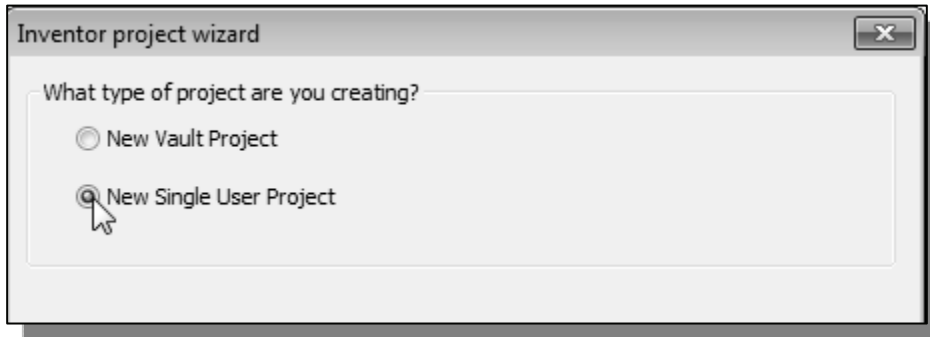 Inventor project wizard
What type of project are you creating?
New Vault Project
New Single User Project